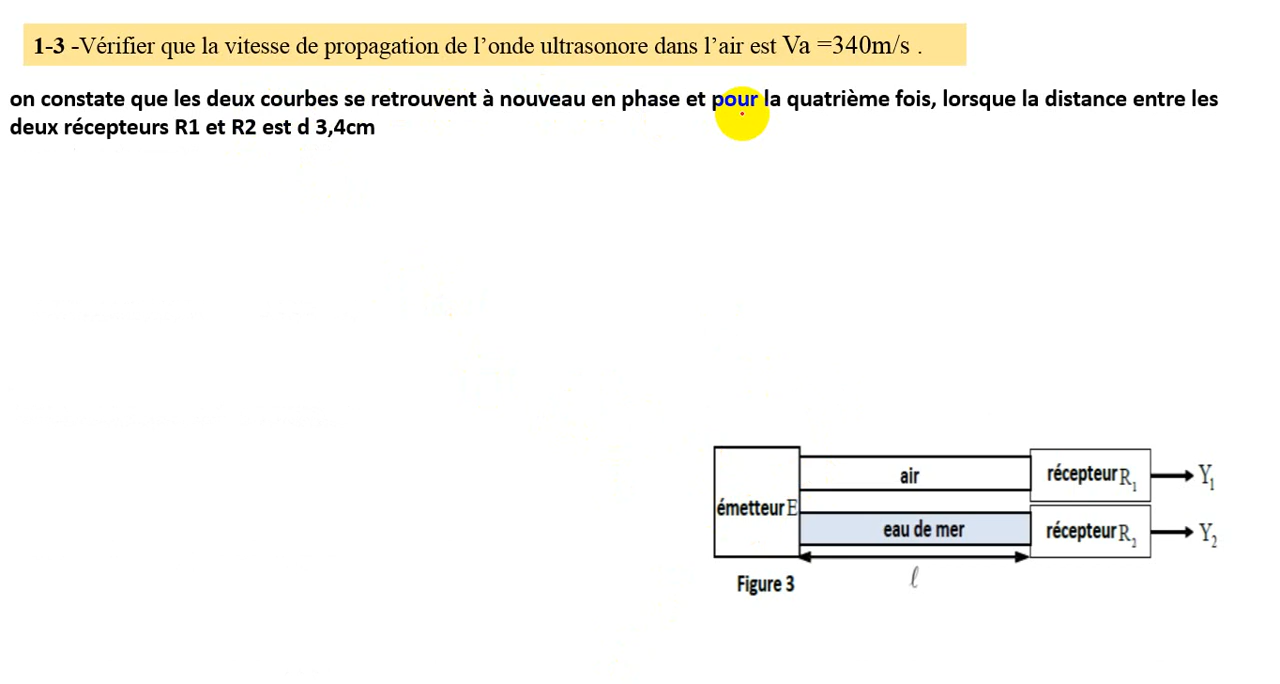 1-3 -Vérifier que la vitesse de propagation de l'onde ultrasonore dans l'air est Va =340m/s .
on constate que les deux courbes se retrouvent à nouveau en phase et pour la quatrième fois, lorsque la distance entre les
deux récepteurs R1 et R2 est d 3,4cm
air
récepteur R₁
Y₁
émetteur E
eau de mer
récepteur R₂
Y₂
Figure 3
ℓ